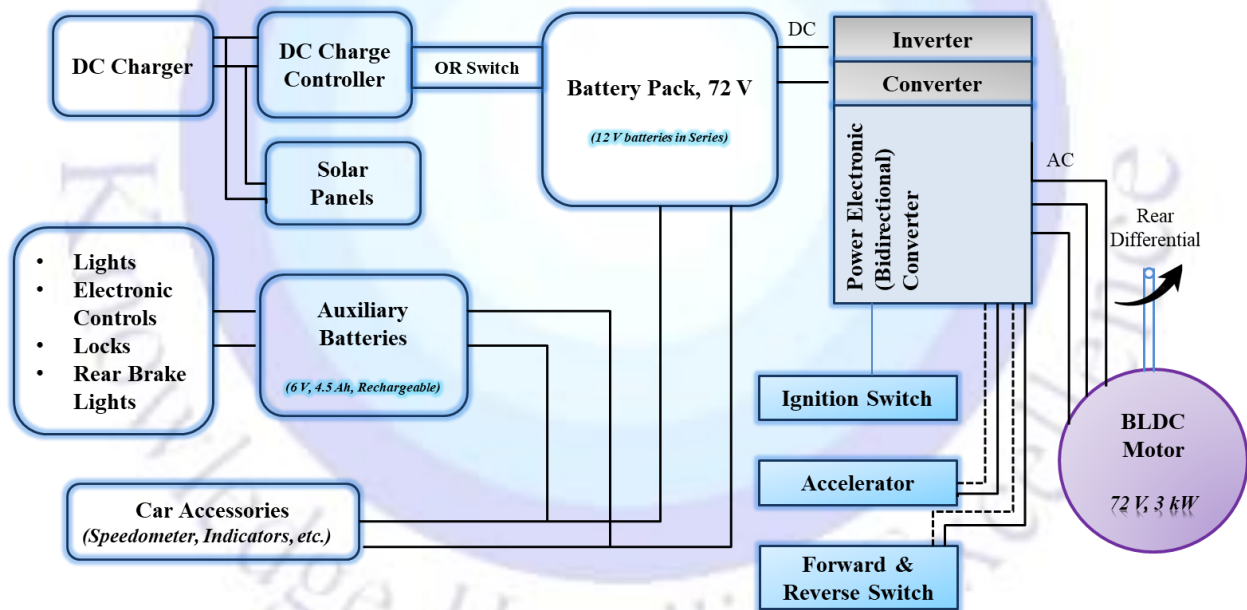 DC Charger
DC Charge
Controller
OR Switch
Battery Pack, 72 V
(12 V batteries in Series)
DC
Inverter
Converter
Power Electronic
(Bidirectional)
Converter
AC
Rear
Differential
Solar
Panels
• Lights
• Electronic
Controls
• Locks
• Rear Brake
Lights
Auxiliary
Batteries
(6 V, 4.5 Ah, Rechargeable)
Ignition Switch
BLDC
Motor
72 V, 3 kW
Accelerator
Car Accessories
(Speedometer, Indicators, etc.)
Forward &
Reverse Switch